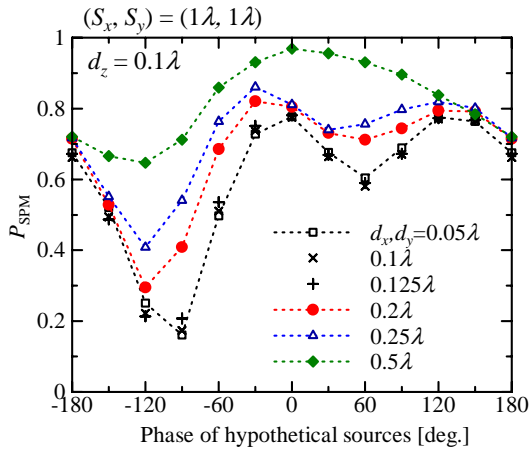 (Sx, Sy) = (1λ, 1λ)
dz = 0.1λ
PSPM
1
0.8
0.6
0.4
0.2
0
dx,dy=0.05λ
0.1λ
0.125λ
0.2λ
0.25λ
0.5λ
-180 -120 -60 0 60 120 180
Phase of hypothetical sources [deg.]